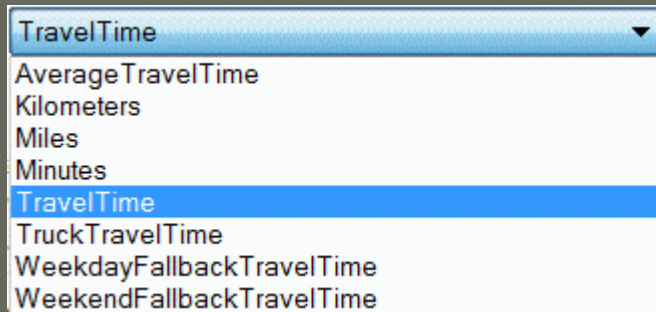 TravelTime
AverageTravelTime
Kilometers
Miles
Minutes
TravelTime
TruckTravelTime
WeekdayFallbackTravelTime
WeekendFallbackTravelTime